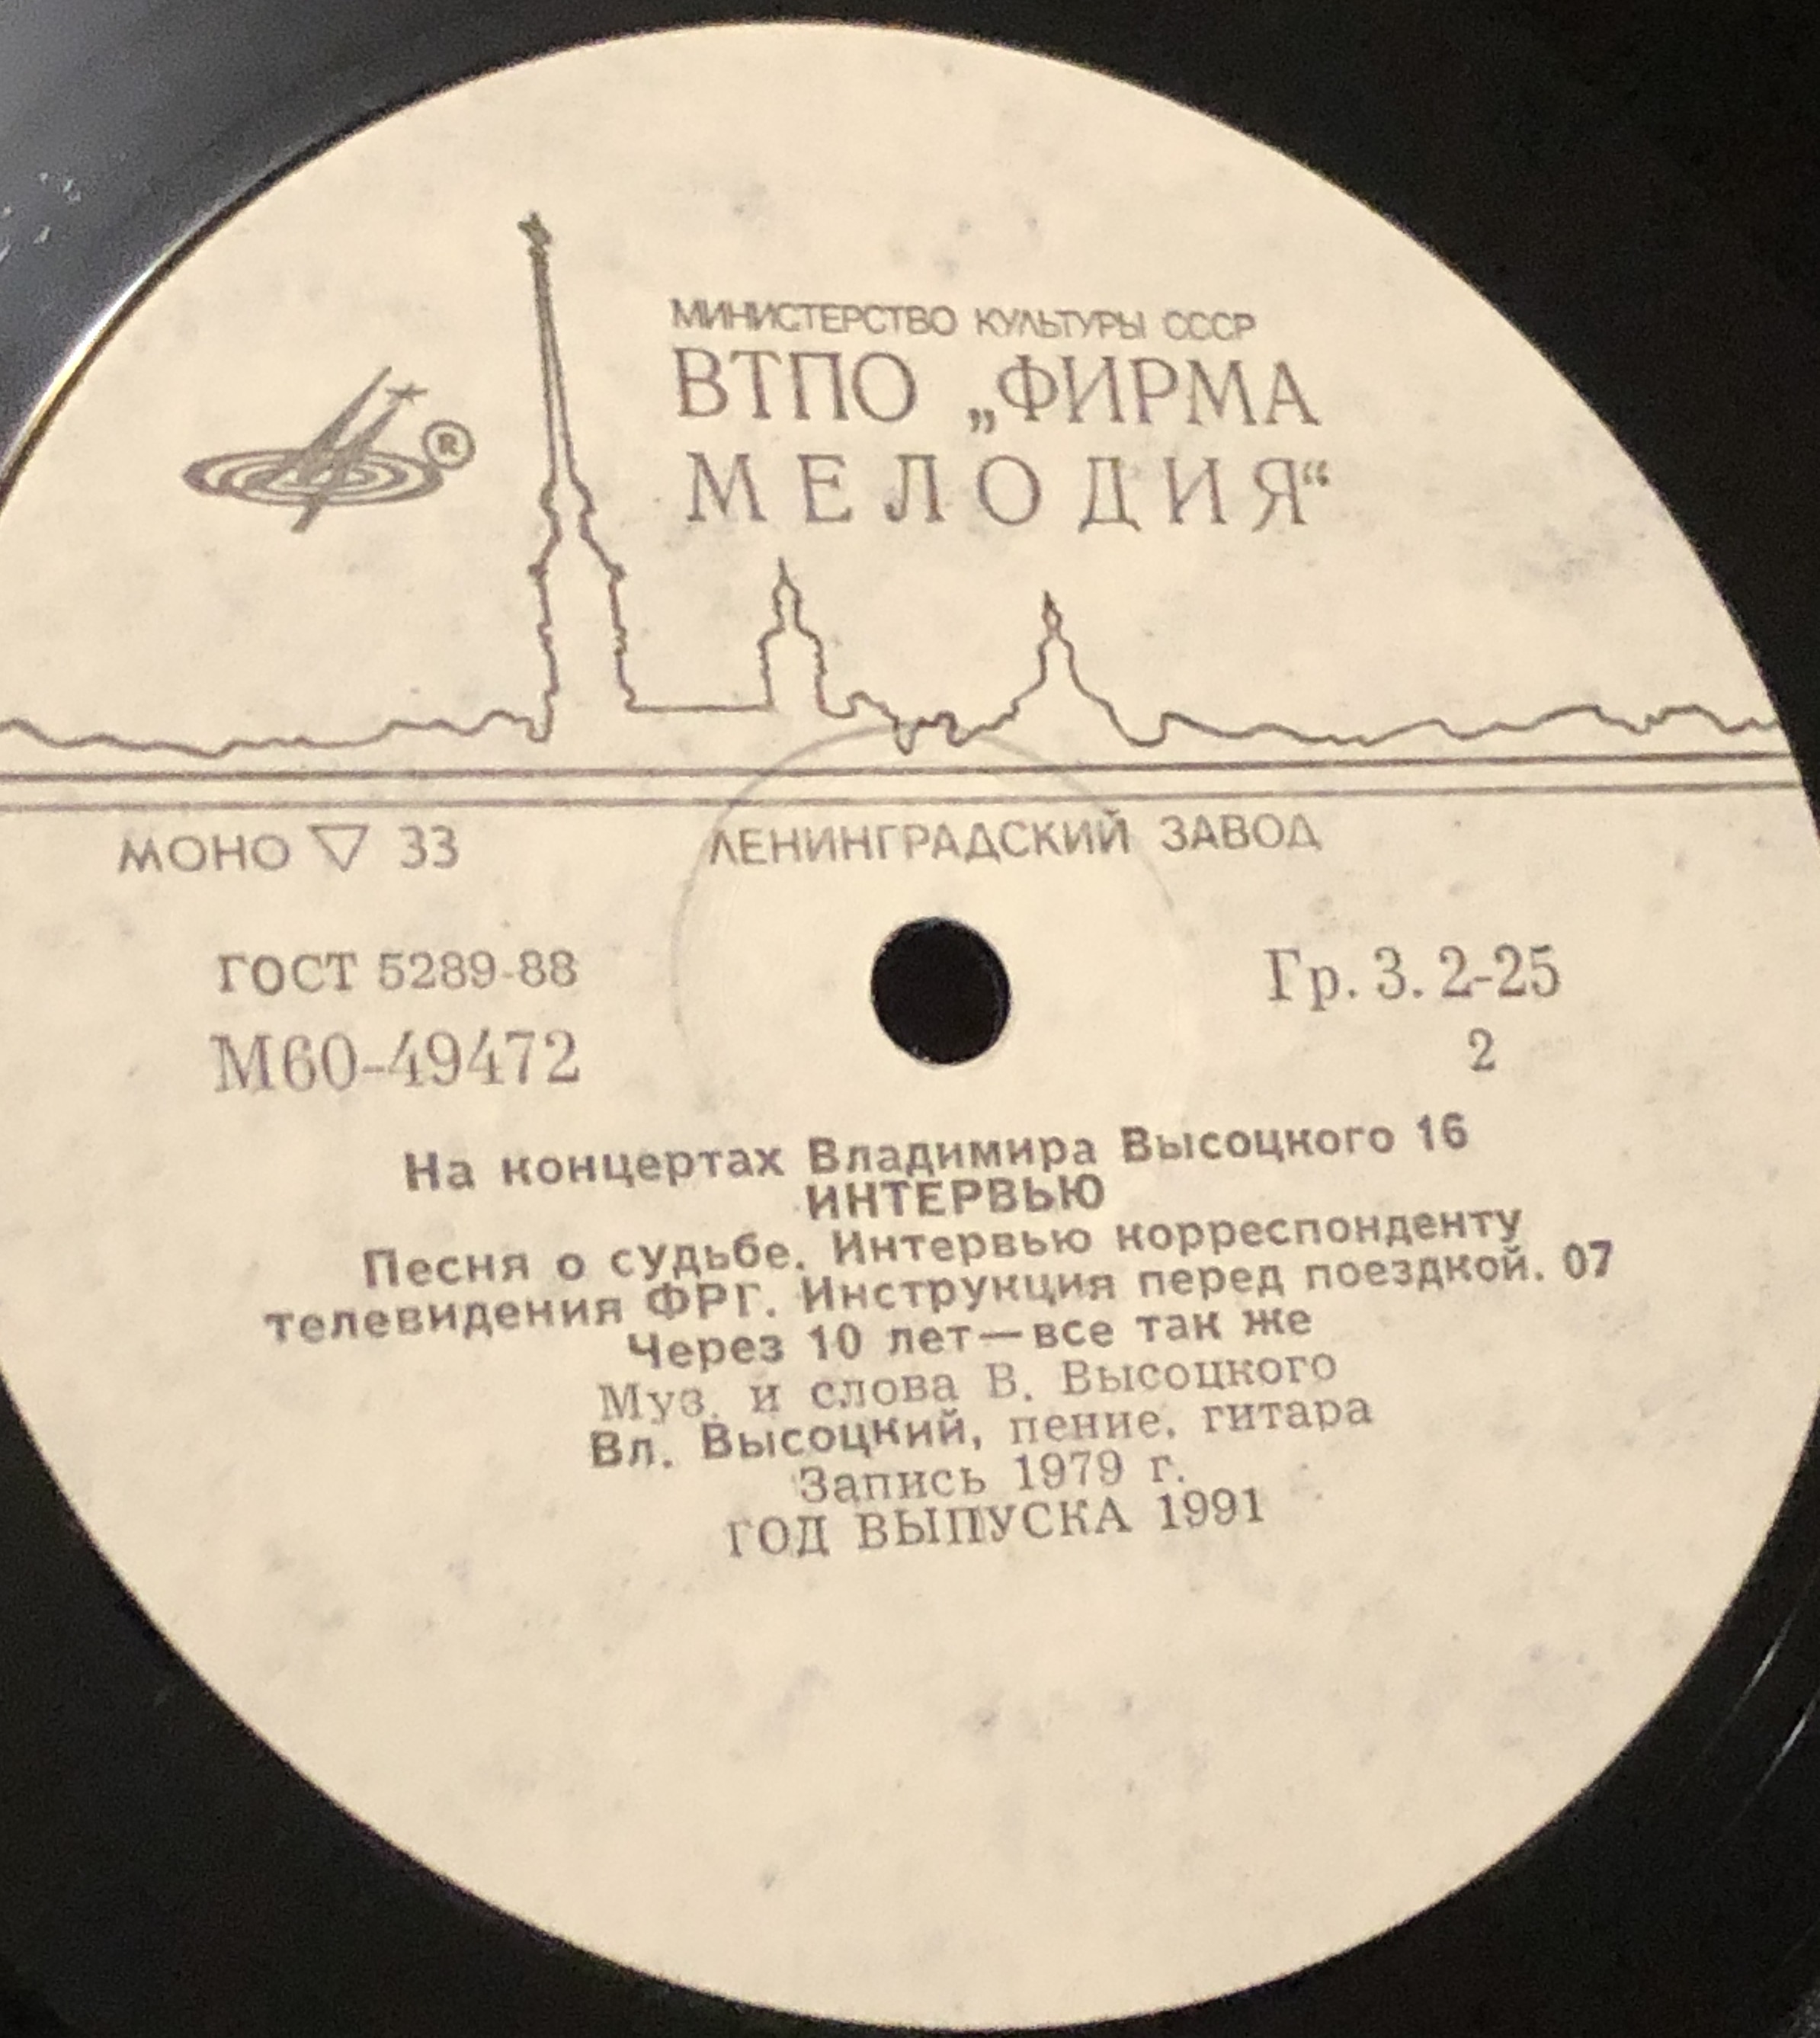 МИНИСТЕРСТВО КУЛЬТУРЫ СССР
ВТПО „ФИРМА
МЕЛОДИЯ“
®
МОНО ▽ 33
ЛЕНИНГРАДСКИЙ ЗАВОД
ГОСТ 5289-88
М60-49472
Гр. 3. 2-25
2
На концертах Владимира Высоцкого 16
ИНТЕРВЬЮ
Песня о судьбе. Интервью корреспонденту
телевидения ФРГ. Инструкция перед поездкой. 07
Через 10 лет—все так же
Муз. и слова В. Высоцкого
Вл. Высоцкий, пение, гитара
Запись 1979 г.
ГОД ВЫПУСКА 1991